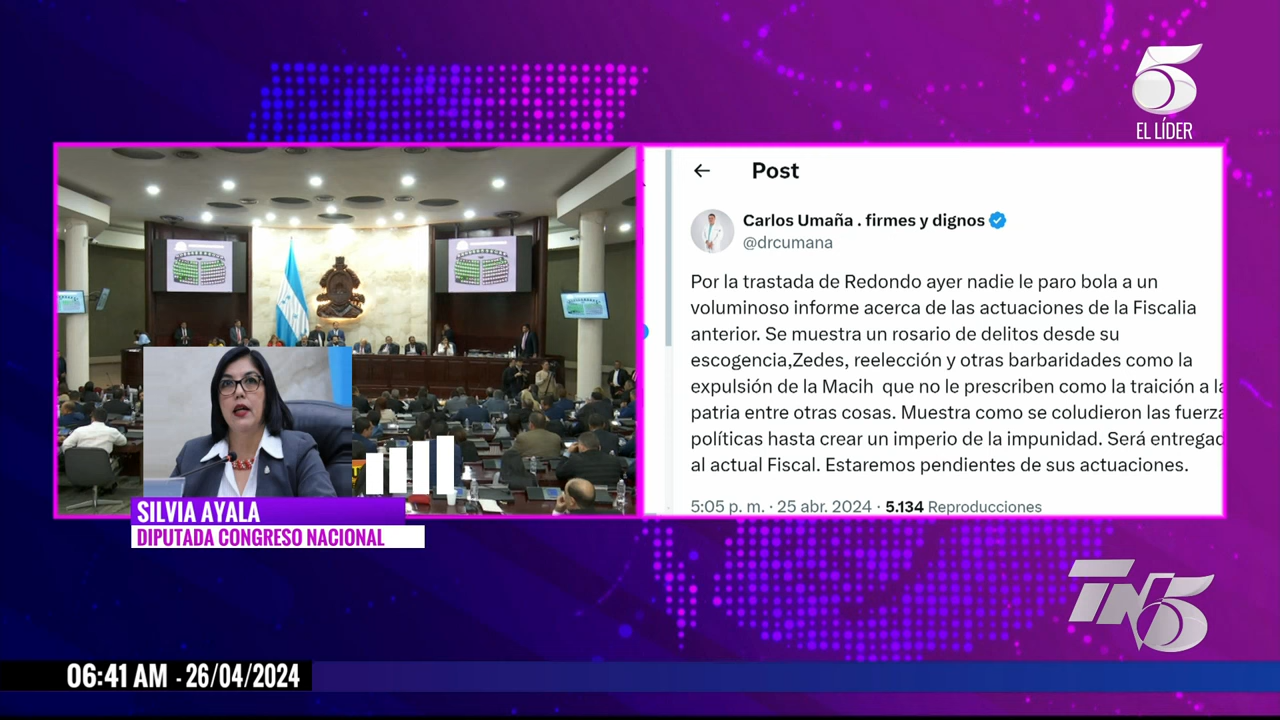 5
EL LÍDER
Post
Carlos Umaña . firmes y dignos
@drcumana
Por la trastada de Redondo ayer nadie le paro bola a un
voluminoso informe acerca de las actuaciones de la Fiscalia
anterior. Se muestra un rosario de delitos desde su
escogencia,Zedes, reelección y otras barbaridades como la
expulsión de la Macih que no le prescriben como la traición a la
patria entre otras cosas. Muestra como se coludieron las fuerza
políticas hasta crear un imperio de la impunidad. Será entregad
al actual Fiscal. Estaremos pendientes de sus actuaciones.
5:05 p. m. · 25 abr. 2024 · 5.134 Reproducciones
SILVIA AYALA
DIPUTADA CONGRESO NACIONAL
TN5
06:41 AM - 26/04/2024